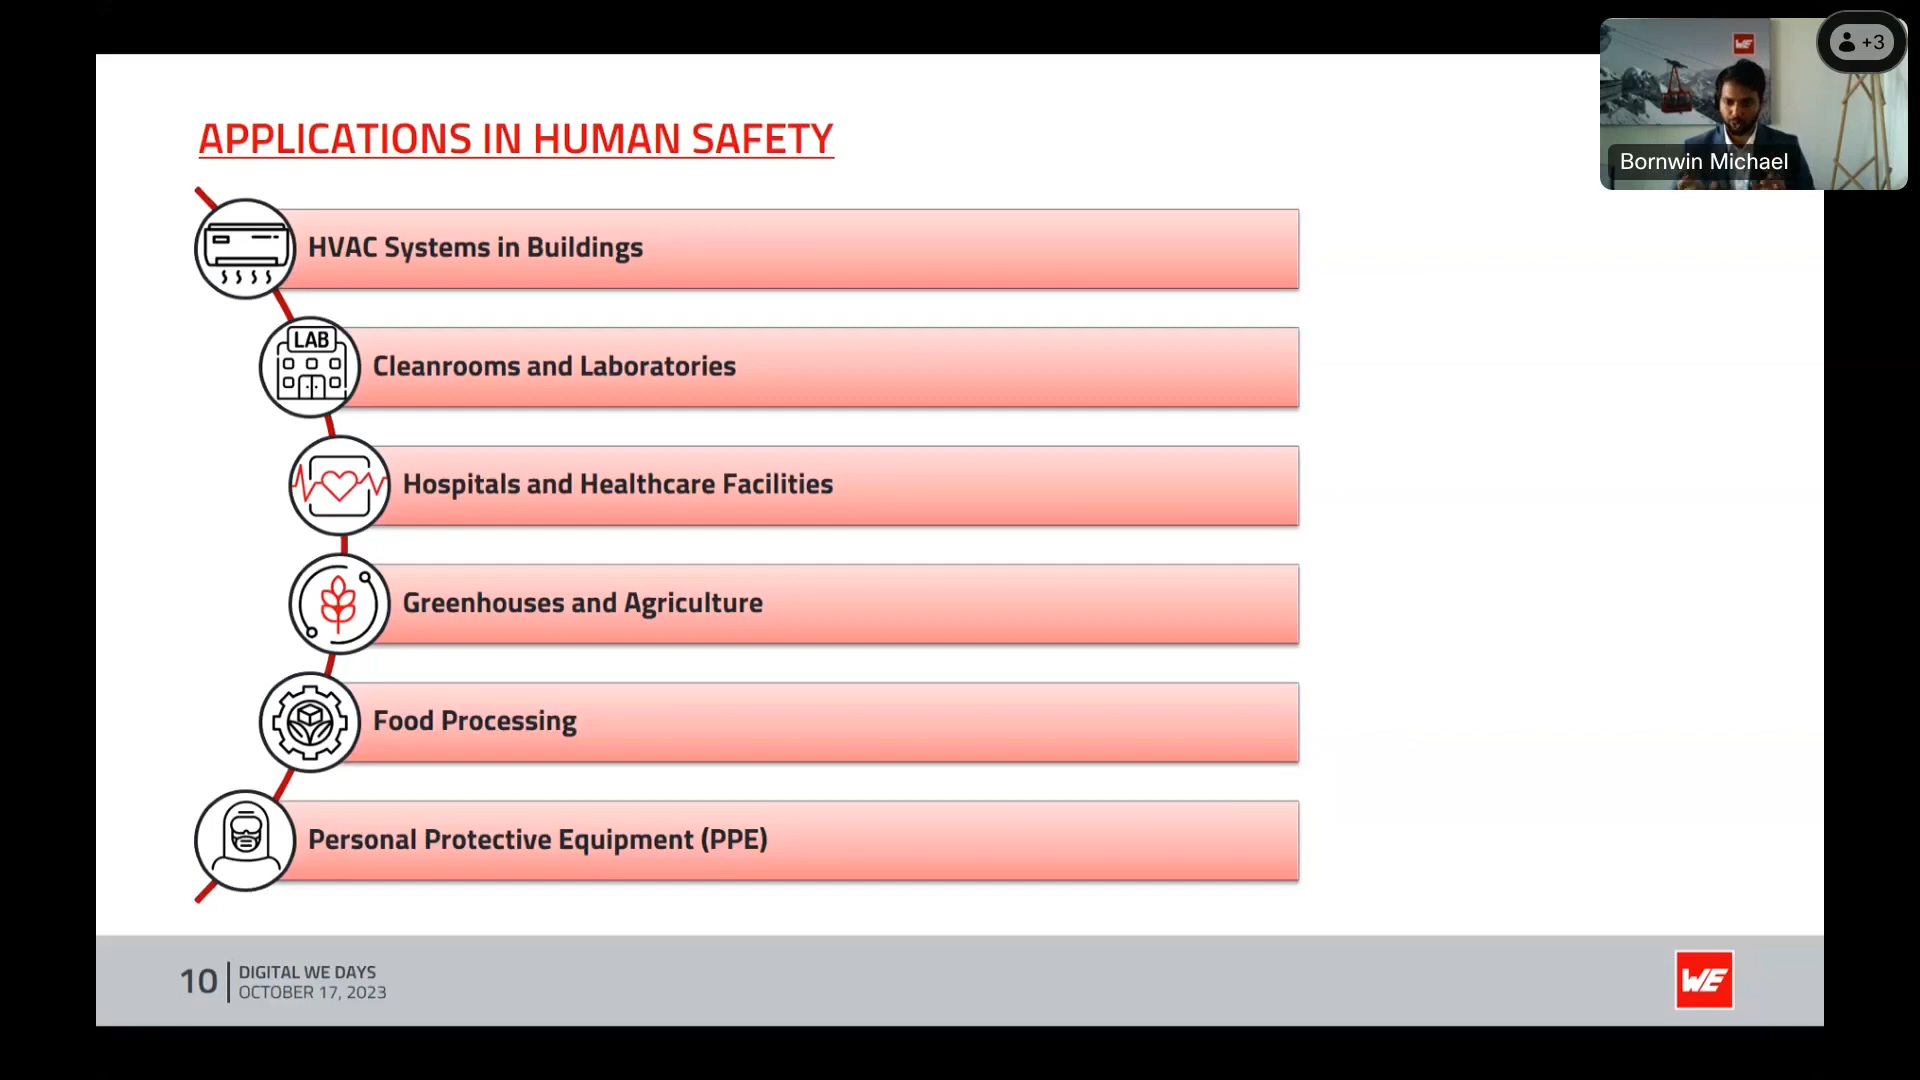 +3
Bornwin Michael
WE
APPLICATIONS IN HUMAN SAFETY
HVAC Systems in Buildings
LAB
Cleanrooms and Laboratories
Hospitals and Healthcare Facilities
Greenhouses and Agriculture
Food Processing
Personal Protective Equipment (PPE)
10
DIGITAL WE DAYS
OCTOBER 17, 2023
WE